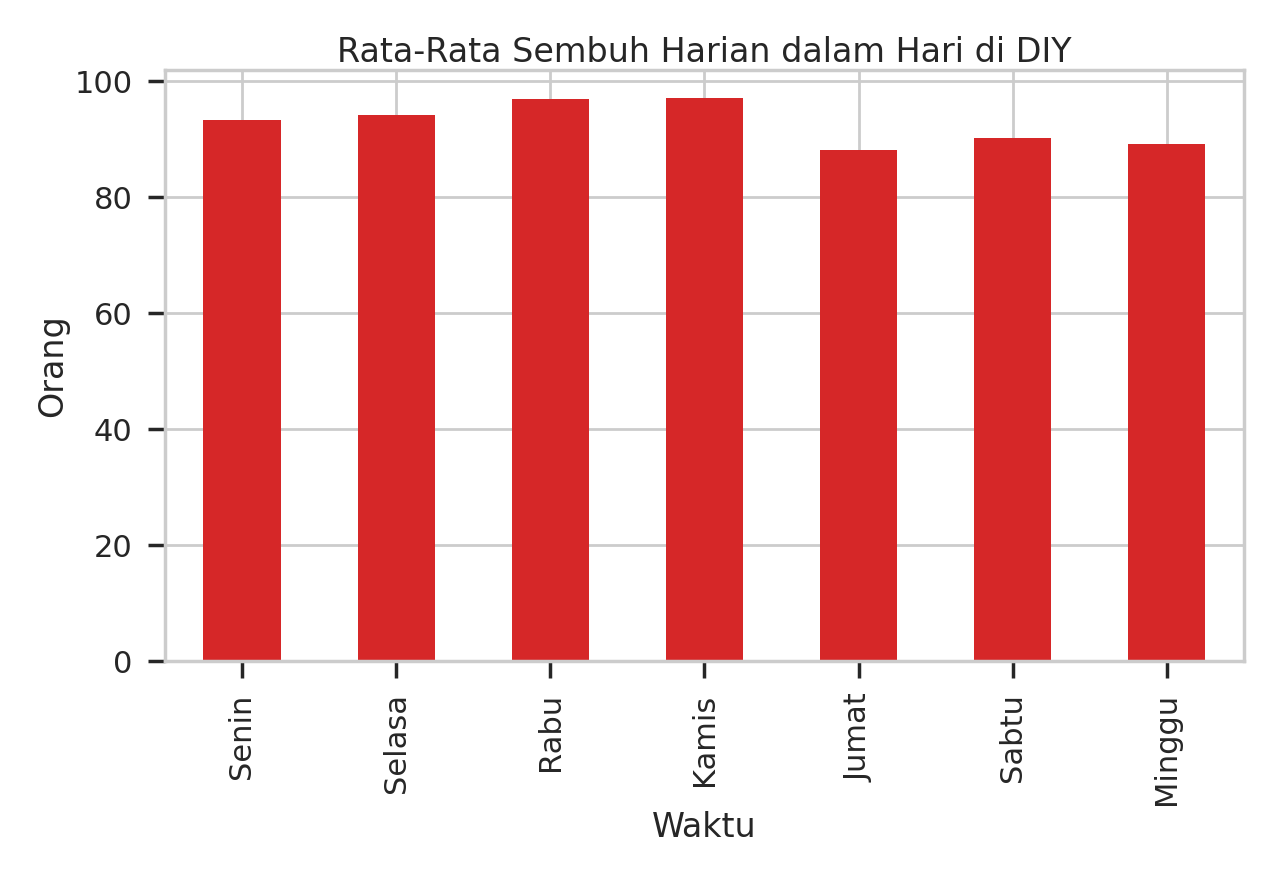 Rata-Rata Sembuh Harian dalam Hari di DIY
100
80
60
40
20
0
Orang
Senin
Selasa
Rabu
Kamis
Jumat
Sabtu
Minggu
Waktu